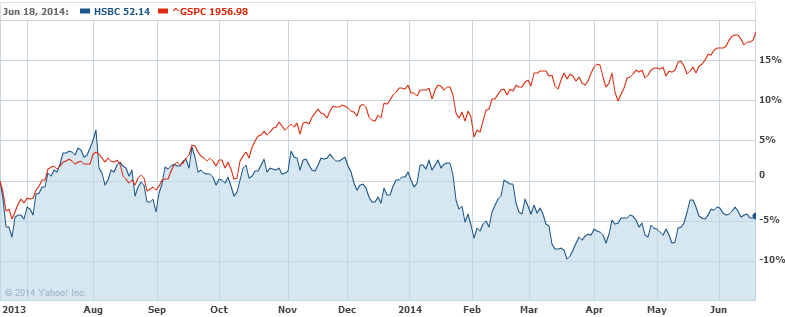 Jun 18, 2014: HSBC 52.14 ^GSPC 1956.98
15%
10%
5%
0
-5%
-10%
© 2014 Yahoo! Inc.
2013 Aug Sep Oct Nov Dec 2014 Feb Mar Apr May Jun